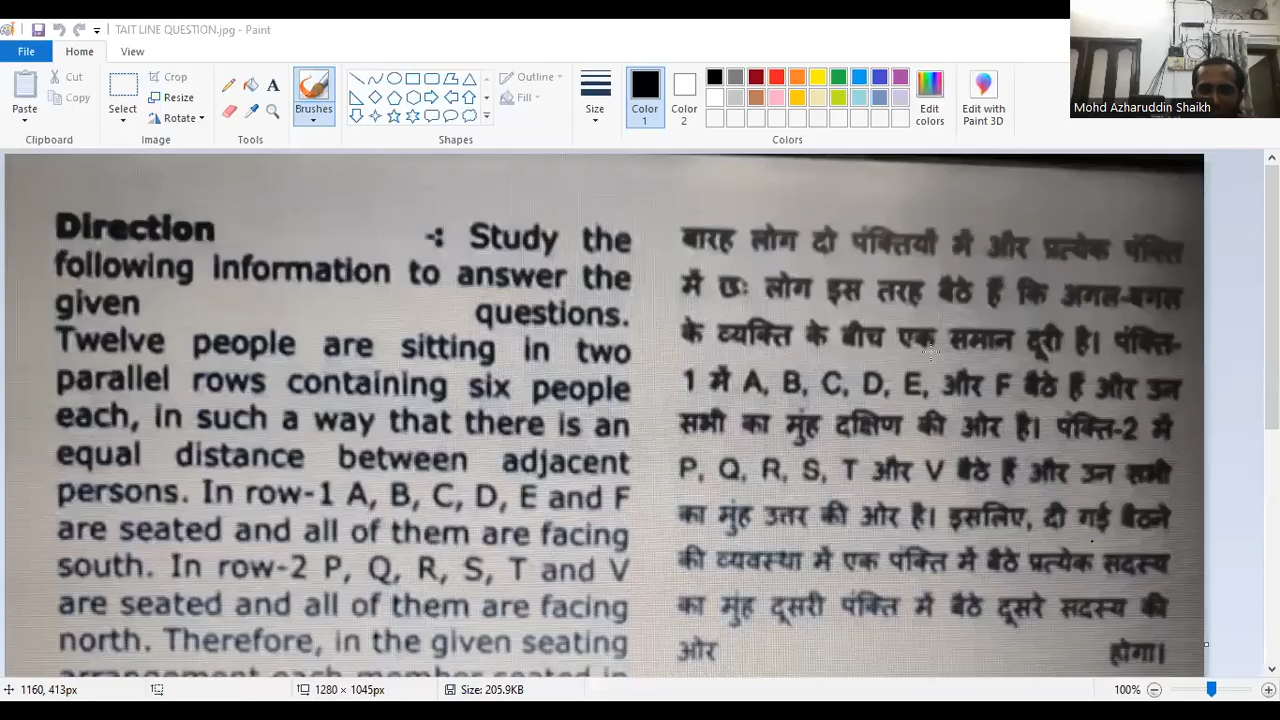 TAIT LINE QUESTION.jpg - Paint
File
Home
View
Paste
Cut
Copy
Clipboard
Select
Crop
Resize
Rotate
Image
Tools
Brushes
Shapes
Outline
Fill
Size
Color 1
Color 2
Edit colors
Edit with Paint 3D
Colors
Mohd Azharuddin Shaikh
Direction -: Study the
following information to answer the
given questions.
Twelve people are sitting in two
parallel rows containing six people
each, in such a way that there is an
equal distance between adjacent
persons. In row-1 A, B, C, D, E and F
are seated and all of them are facing
south. In row-2 P, Q, R, S, T and V
are seated and all of them are facing
north. Therefore, in the given seating
arrangement each member seated in
बारह लोग दो पंक्तियों में और प्रत्येक पंक्ति
में छः लोग इस तरह बैठे हैं कि अगल-बगल
के व्यक्ति के बीच एक समान दूरी है। पंक्ति-
1 में A, B, C, D, E, और F बैठे हैं और उन
सभी का मुंह दक्षिण की ओर है। पंक्ति-2 में
P, Q, R, S, T और V बैठे हैं और उन सभी
का मुंह उत्तर की ओर है। इसलिए, दी गई बैठने
की व्यवस्था में एक पंक्ति में बैठे प्रत्येक सदस्य
का मुंह दूसरी पंक्ति में बैठे दूसरे सदस्य की
ओर होगा।
1160, 413px
1280 × 1045px
Size: 205.9KB
100%